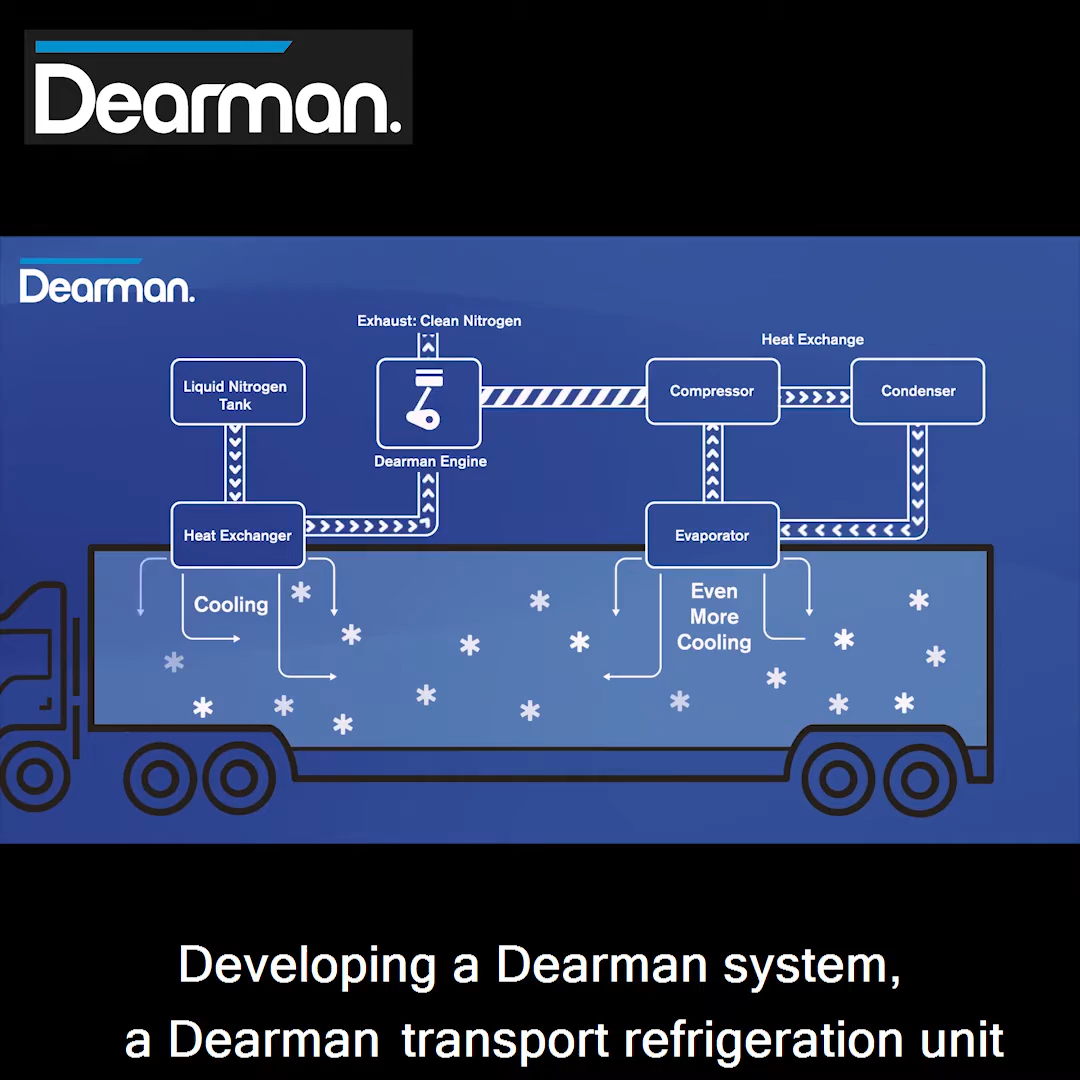 Dearman.
Dearman.
Exhaust: Clean Nitrogen
Heat Exchange
Liquid Nitrogen
Tank
Compressor
Condenser
Dearman Engine
Heat Exchanger
Evaporator
Cooling
Even
More
Cooling
Developing a Dearman system,
a Dearman transport refrigeration unit